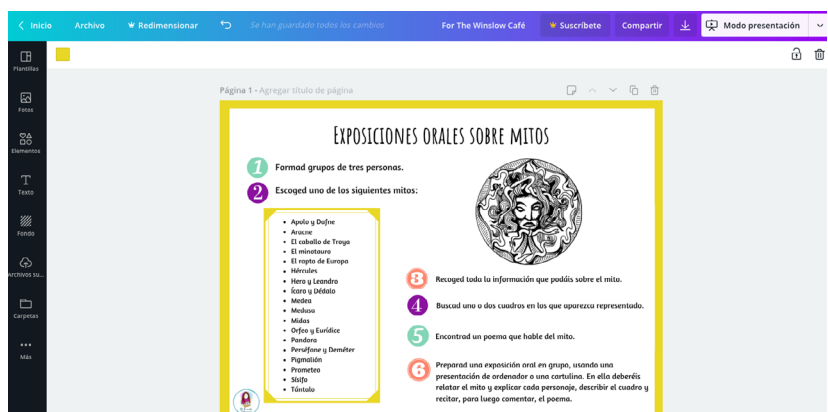 Inicio Archivo Redimensionar Se han guardado todos los cambios For The Winslow Café Suscríbete Compartir Modo presentación
Plantillas
Fotos
Elementos
Texto
Fondo
Archivos su...
Carpetas
Más
Página 1 - Agregar título de página
Exposiciones orales sobre mitos
1 Formad grupos de tres personas.
2 Escoged uno de los siguientes mitos:
• Apolo y Dafne
• Aracne
• El caballo de Troya
• El minotauro
• El rapto de Europa
• Hércules
• Hero y Leandro
• Ícaro y Dédalo
• Medea
• Medusa
• Midas
• Orfeo y Eurídice
• Pandora
• Perséfone y Deméter
• Pigmalión
• Prometeo
• Sísifo
• Tántalo
3 Recoged toda la información que podáis sobre el mito.
4 Buscad uno o dos cuadros en los que aparezca representado.
5 Encontrad un poema que hable del mito.
6 Preparad una exposición oral en grupo, usando una
presentación de ordenador o una cartulina. En ella deberéis
relatar el mito y explicar cada personaje, describir el cuadro y
recitar, para luego comentar, el poema.